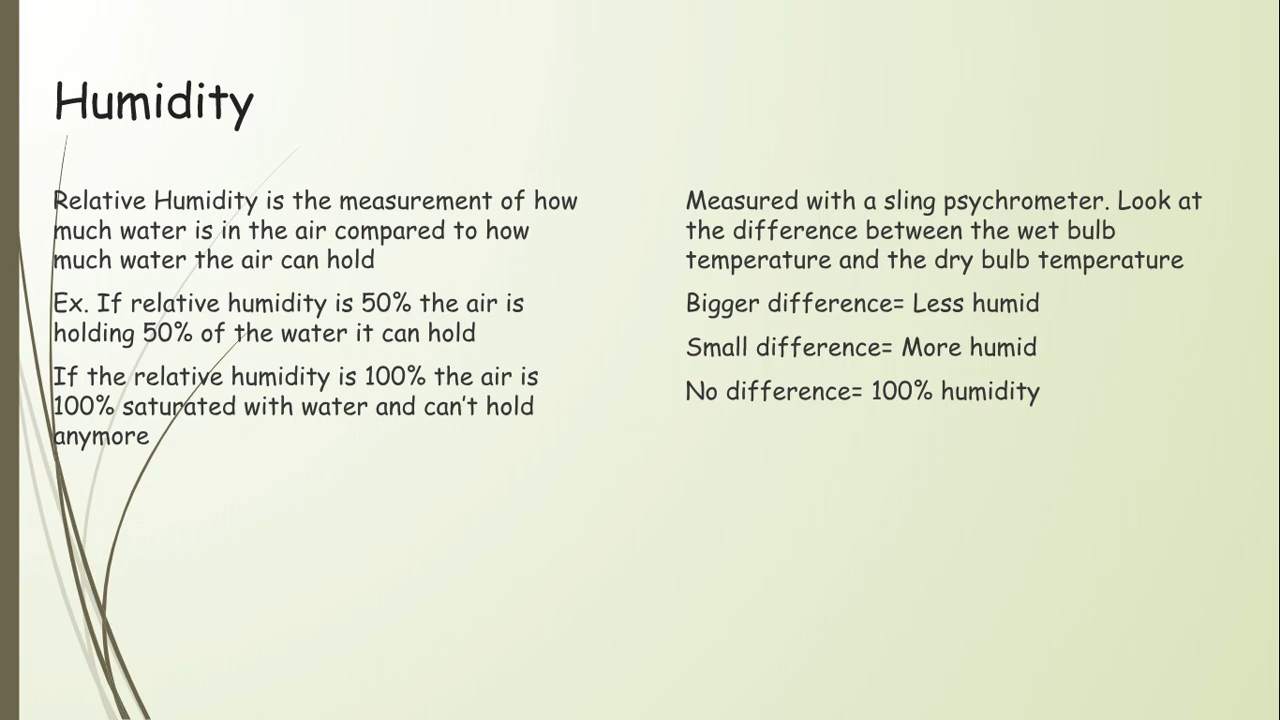 Humidity
Relative Humidity is the measurement of how
much water is in the air compared to how
much water the air can hold
Ex. If relative humidity is 50% the air is
holding 50% of the water it can hold
If the relative humidity is 100% the air is
100% saturated with water and can't hold
anymore
Measured with a sling psychrometer. Look at
the difference between the wet bulb
temperature and the dry bulb temperature
Bigger difference= Less humid
Small difference= More humid
No difference= 100% humidity